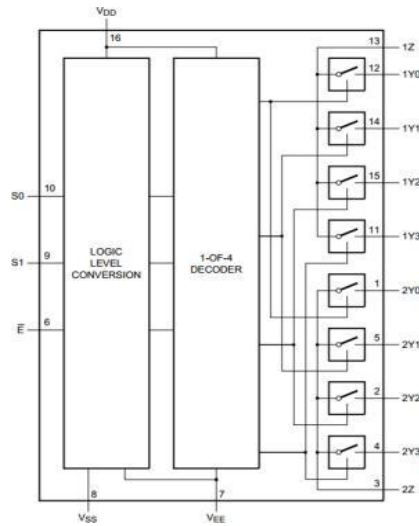 VDD
16
13
1Z
12
1Y0
14
1Y1
15
1Y2
S0
10
11
1Y3
S1
9
LOGIC
LEVEL
CONVERSION
1-OF-4
DECODER
1
2Y0
E̅
6
5
2Y1
2
2Y2
4
2Y3
3
2Z
8
VSS
7
VEE